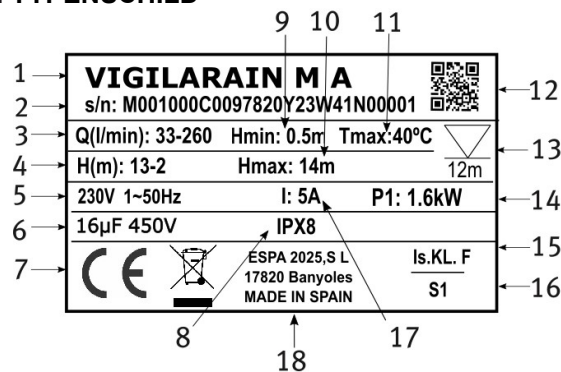 TYPENSCHILD
9 10 11
1 VIGILARAIN M A 12
2 s/n: M001000C0097820Y23W41N00001
3 Q(l/min): 33-260 Hmin: 0.5m Tmax:40ºC 13
4 H(m): 13-2 Hmax: 14m 12m
5 230V 1~50Hz I: 5A P1: 1.6kW 14
6 16µF 450V IPX8
7 CE ESPA 2025,S L Is.KL. F 15
17820 Banyoles
MADE IN SPAIN S1 16
8 18 17